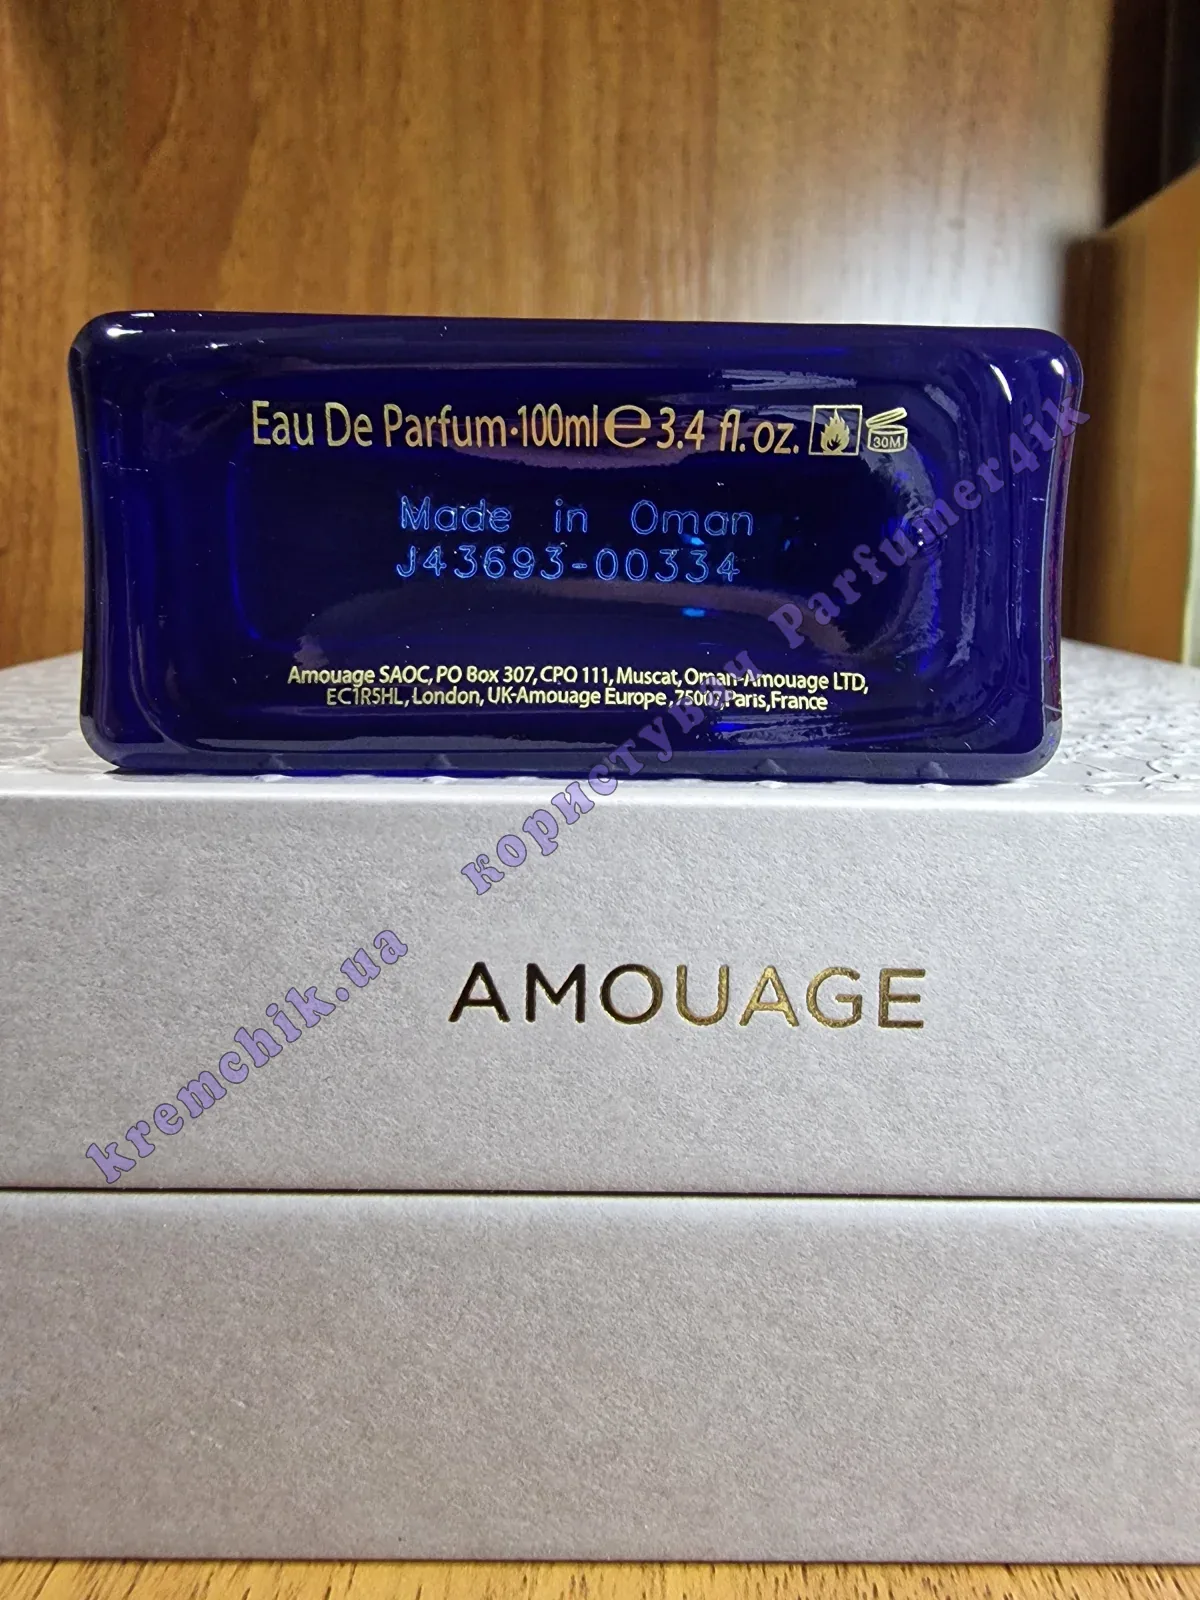 Eau De Parfum·100ml e 3.4 fl. oz.
30M
Made in Oman
J43693-00334
Amouage SAOC, PO Box 307, CPO 111, Muscat, Oman-Amouage LTD,
EC1R5HL, London, UK-Amouage Europe, 75007, Paris, France
AMOUAGE
kremchik.ua користувач Parfumer4ik